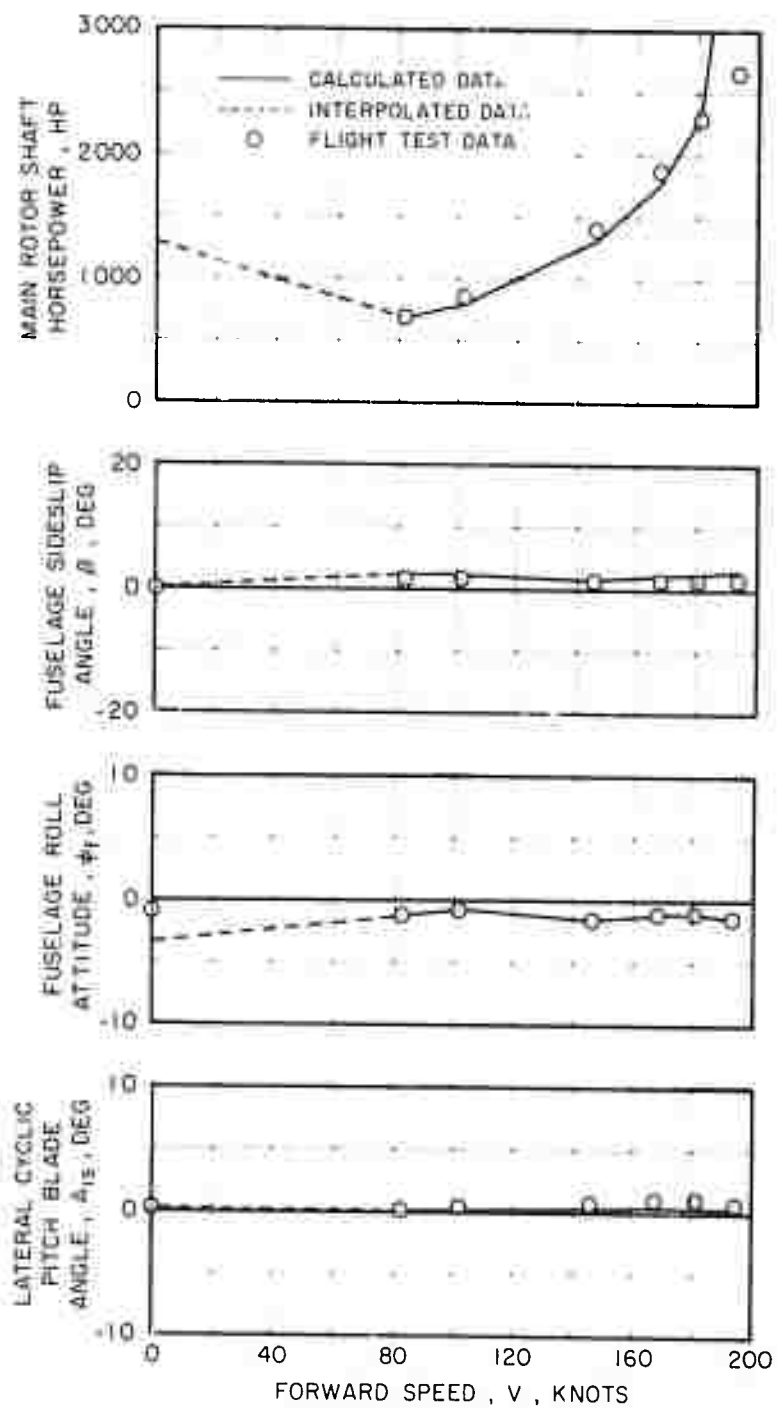 3000
2000
1000
0
MAIN ROTOR SHAFT
HORSEPOWER , HP
CALCULATED DATA
INTERPOLATED DATA
FLIGHT TEST DATA
20
0
-20
FUSELAGE SIDESLIP
ANGLE , β , DEG
10
0
-10
FUSELAGE ROLL
ATTITUDE , ɸf , DEG
10
0
-10
LATERAL CYCLIC
PITCH BLADE
ANGLE , A1s , DEG
0 40 80 120 160 200
FORWARD SPEED , V , KNOTS